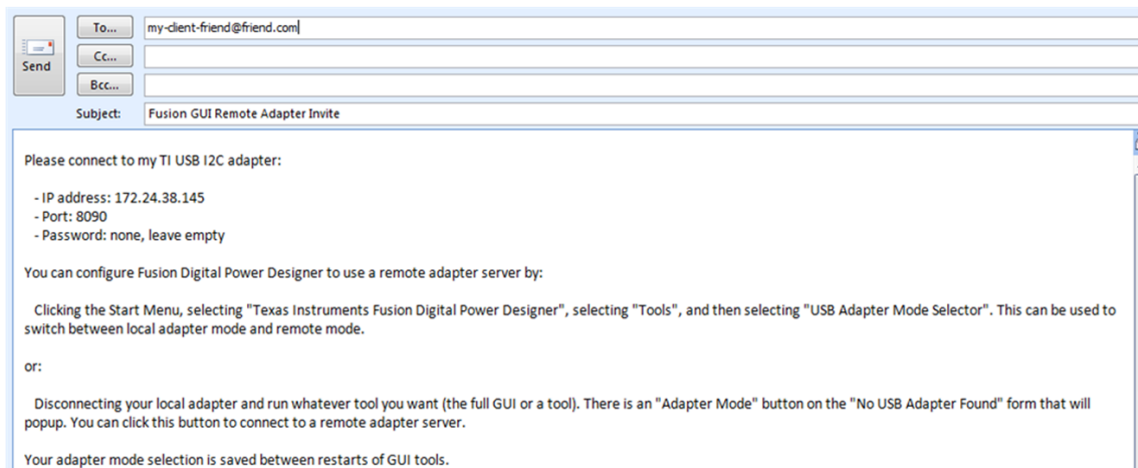 To...
my-client-friend@friend.com
Cc...
Send
Bcc...
Subject:
Fusion GUI Remote Adapter Invite
Please connect to my TI USB I2C adapter:
- IP address: 172.24.38.145
- Port: 8090
- Password: none, leave empty
You can configure Fusion Digital Power Designer to use a remote adapter server by:
Clicking the Start Menu, selecting "Texas Instruments Fusion Digital Power Designer", selecting "Tools", and then selecting "USB Adapter Mode Selector". This can be used to
switch between local adapter mode and remote mode.
or:
Disconnecting your local adapter and run whatever tool you want (the full GUI or a tool). There is an "Adapter Mode" button on the "No USB Adapter Found" form that will
popup. You can click this button to connect to a remote adapter server.
Your adapter mode selection is saved between restarts of GUI tools.